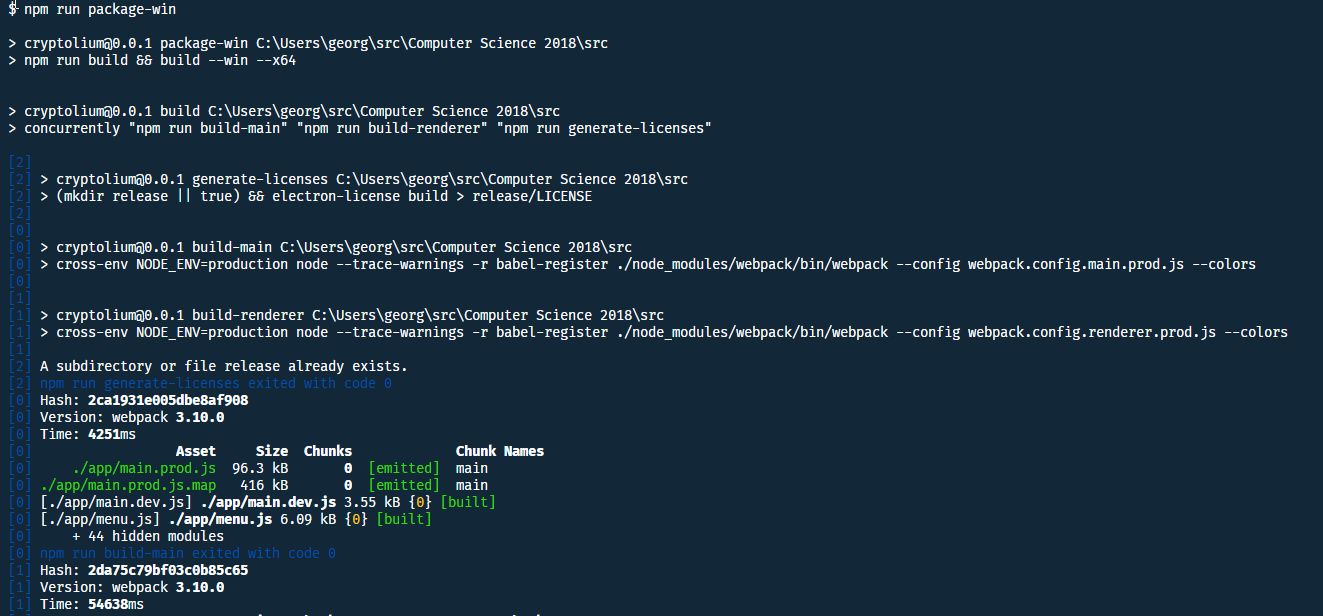 $ npm run package-win
> cryptolium@0.0.1 package-win C:\Users\georg\src\Computer Science 2018\src
> npm run build && build --win --x64
> cryptolium@0.0.1 build C:\Users\georg\src\Computer Science 2018\src
> concurrently "npm run build-main" "npm run build-renderer" "npm run generate-licenses"
[2]
[2] > cryptolium@0.0.1 generate-licenses C:\Users\georg\src\Computer Science 2018\src
[2] > (mkdir release || true) && electron-license build > release/LICENSE
[2]
[0]
[0] > cryptolium@0.0.1 build-main C:\Users\georg\src\Computer Science 2018\src
[0] > cross-env NODE_ENV=production node --trace-warnings -r babel-register ./node_modules/webpack/bin/webpack --config webpack.config.main.prod.js --colors
[0]
[1]
[1] > cryptolium@0.0.1 build-renderer C:\Users\georg\src\Computer Science 2018\src
[1] > cross-env NODE_ENV=production node --trace-warnings -r babel-register ./node_modules/webpack/bin/webpack --config webpack.config.renderer.prod.js --colors
[1]
[2] A subdirectory or file release already exists.
[2] npm run generate-licenses exited with code 0
[0] Hash: 2ca1931e005dbe8af908
[0] Version: webpack 3.10.0
[0] Time: 4251ms
[0] Asset Size Chunks Chunk Names
[0] ./app/main.prod.js 96.3 kB 0 [emitted] main
[0] ./app/main.prod.js.map 416 kB 0 [emitted] main
[0] [./app/main.dev.js] ./app/main.dev.js 3.55 kB {0} [built]
[0] [./app/menu.js] ./app/menu.js 6.09 kB {0} [built]
[0] + 44 hidden modules
[0] npm run build-main exited with code 0
[1] Hash: 2da75c79bf03c0b85c65
[1] Version: webpack 3.10.0
[1] Time: 54638ms